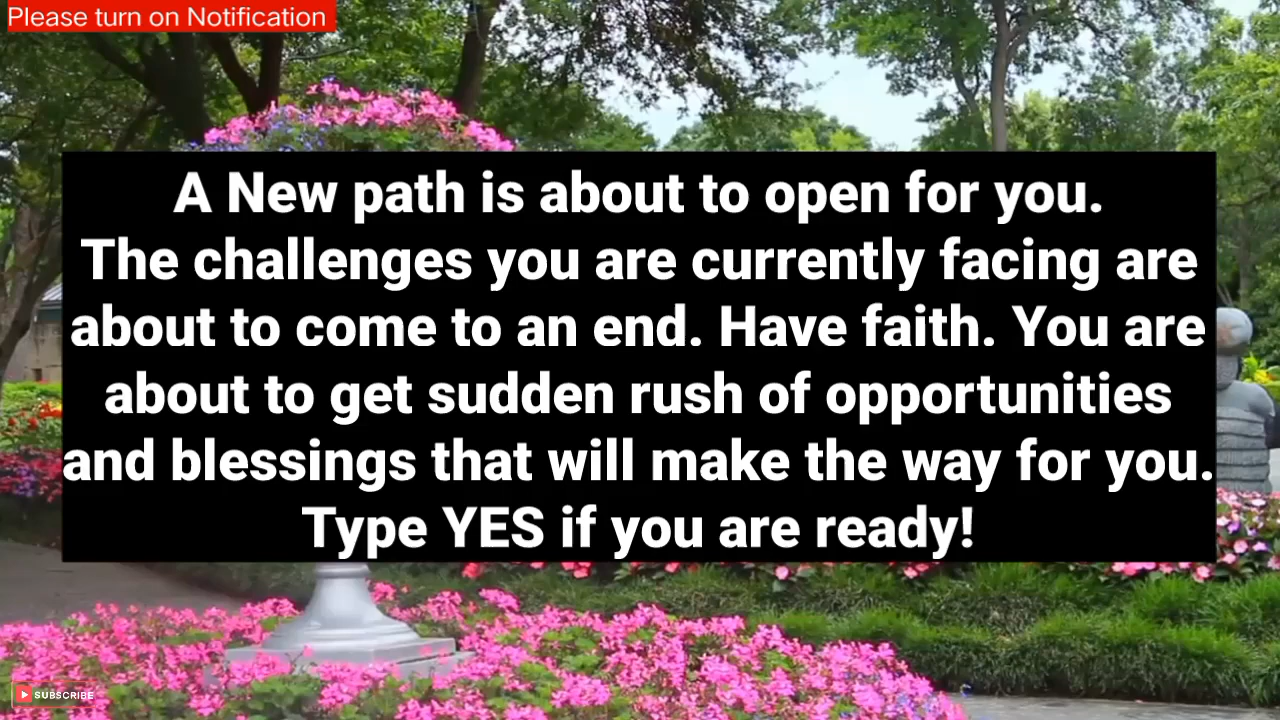 Please turn on Notification
A New path is about to open for you.
The challenges you are currently facing are
about to come to an end. Have faith. You are
about to get sudden rush of opportunities
and blessings that will make the way for you.
Type YES if you are ready!
SUBSCRIBE